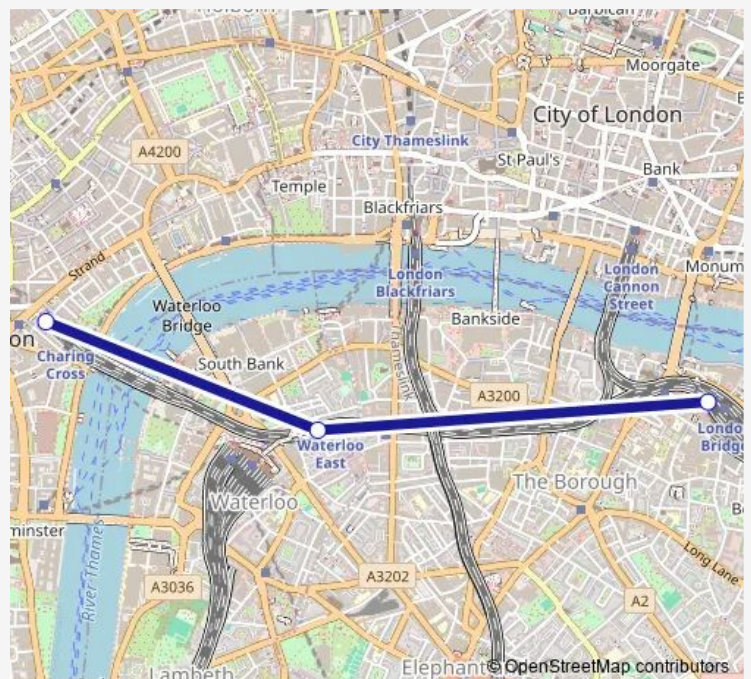 Holborn
Barbican
Moorgate
City of London
City Thameslink
A4200
St Paul's
Bank
Temple
Blackfriars
Strand
Monum
London
Blackfriars
London
Cannon
Street
Waterloo
Bridge
Bankside
on
Charing
Cross
South Bank
Thameslink
A3200
Waterloo
East
Londo
Bridge
The Borough
Waterloo
minster
River Thames
Long Lane
A3036
A3202
A2
Lambeth
Elephant
© OpenStreetMap contributors